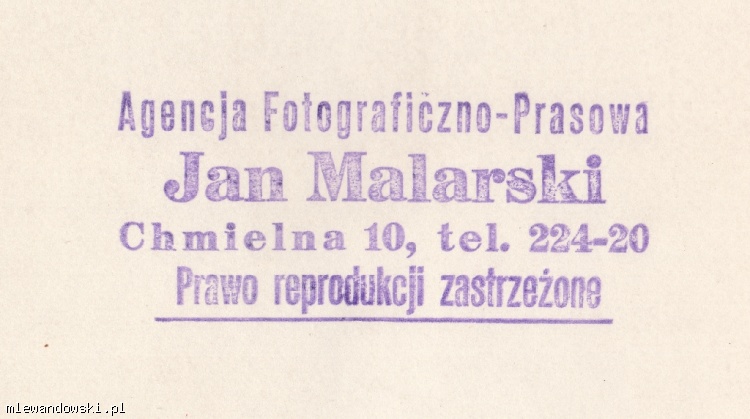 Agencja Fotograficzno-Prasowa
Jan Malarski
Chmielna 10, tel. 224-20
Prawo reprodukcji zastrzeżone
mlewandowski.pl